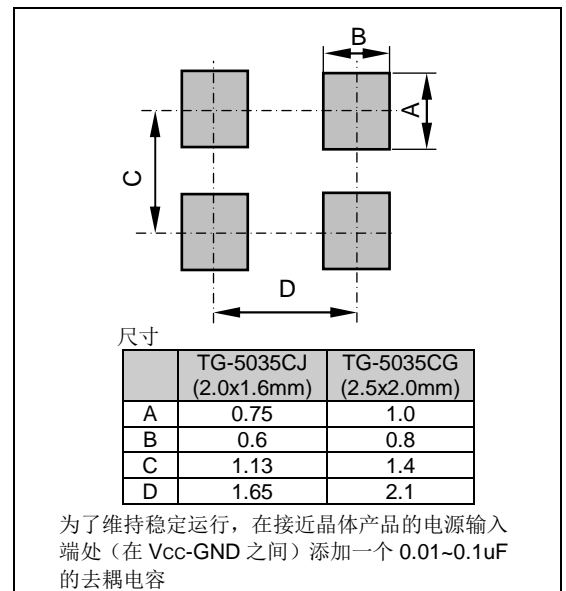 B
A
C
D
尺寸
TG-5035CJ TG-5035CG
(2.0x1.6mm) (2.5x2.0mm)
A 0.75 1.0
B 0.6 0.8
C 1.13 1.4
D 1.65 2.1
为了维持稳定运行，在接近晶体产品的电源输入
端处（在 Vcc-GND 之间）添加一个 0.01~0.1uF
的去耦电容